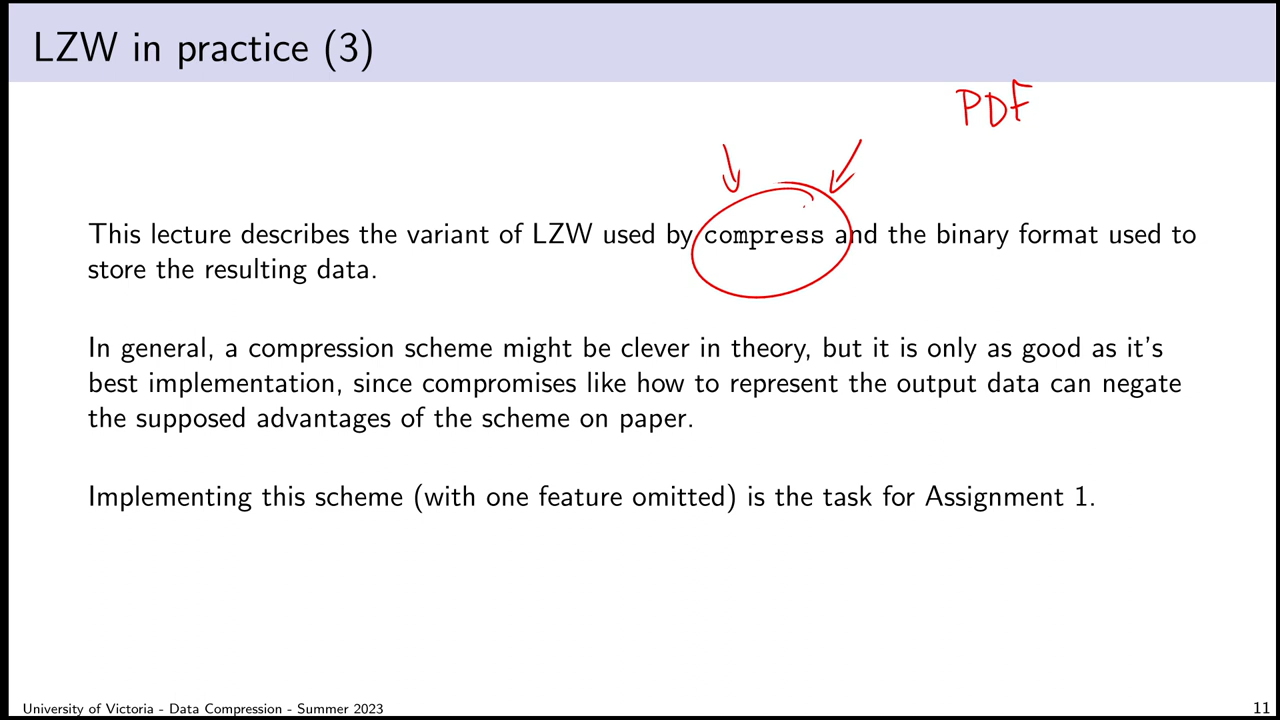 LZW in practice (3)
PDF
This lecture describes the variant of LZW used by compress and the binary format used to
store the resulting data.
In general, a compression scheme might be clever in theory, but it is only as good as it's
best implementation, since compromises like how to represent the output data can negate
the supposed advantages of the scheme on paper.
Implementing this scheme (with one feature omitted) is the task for Assignment 1.
University of Victoria - Data Compression - Summer 2023
11